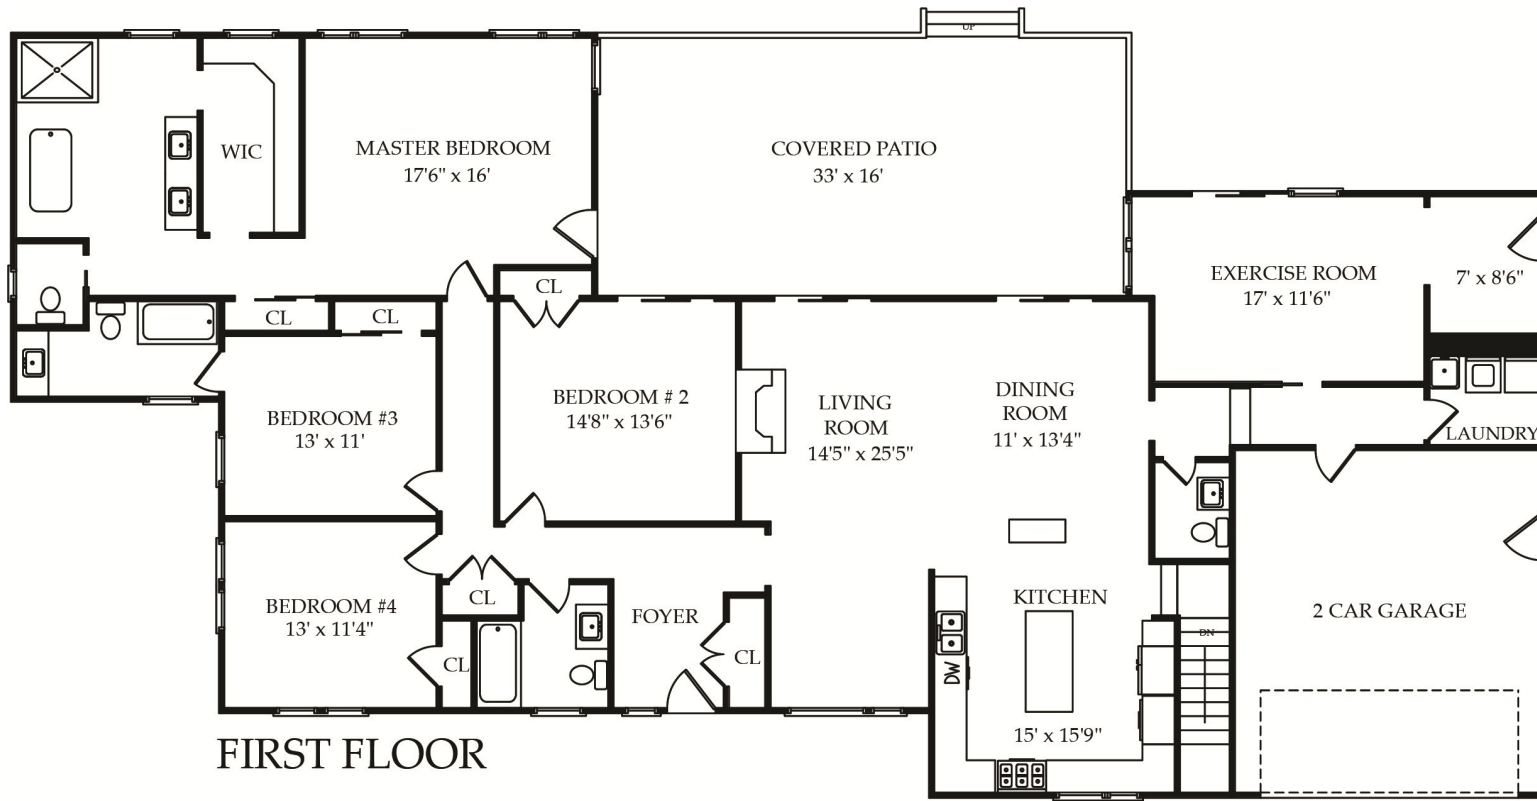 UP
WIC
MASTER BEDROOM
17'6" x 16'
COVERED PATIO
33' x 16'
EXERCISE ROOM
17' x 11'6"
7' x 8'6"
CL
CL
CL
BEDROOM #3
13' x 11'
BEDROOM # 2
14'8" x 13'6"
LIVING
ROOM
14'5" x 25'5"
DINING
ROOM
11' x 13'4"
LAUNDRY
BEDROOM #4
13' x 11'4"
CL
CL
FOYER
CL
KITCHEN
DW
15' x 15'9"
DN
2 CAR GARAGE
FIRST FLOOR